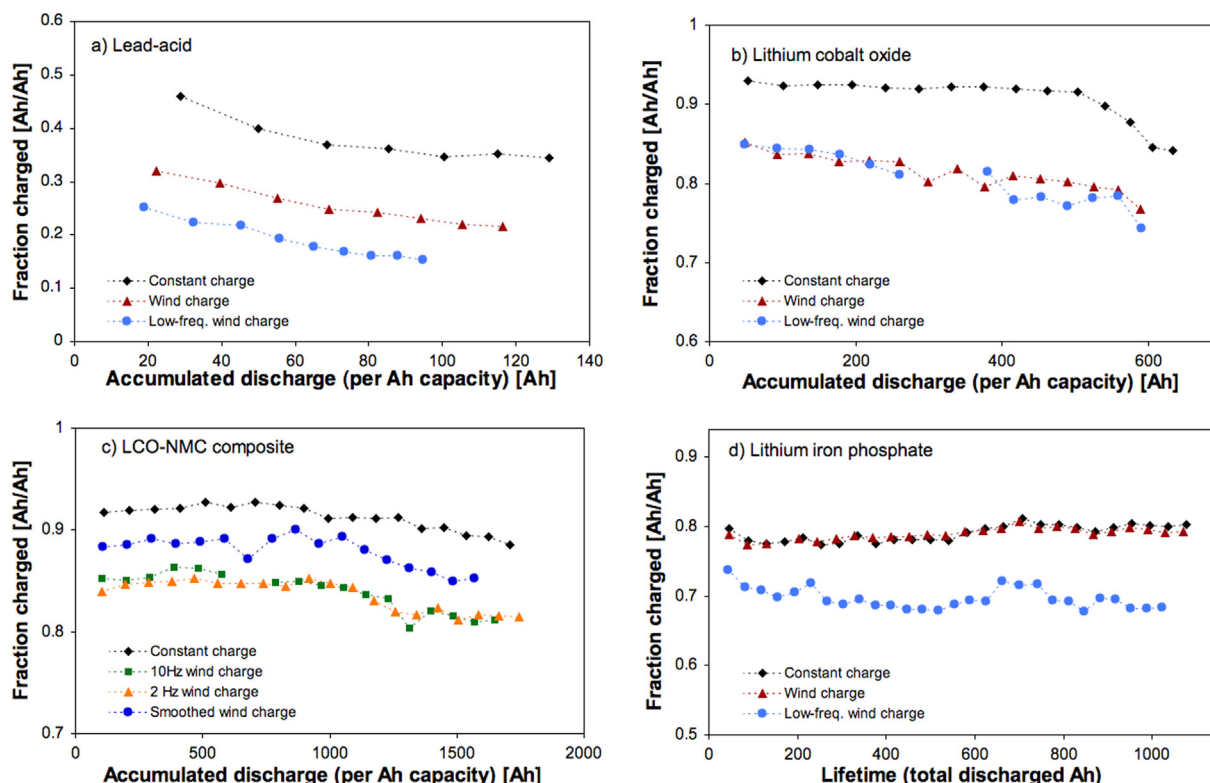 a) Lead-acid
Fraction charged [Ah/Ah]
0.6
0.5
0.4
0.3
0.2
0.1
0
Constant charge
Wind charge
Low-freq. wind charge
0 20 40 60 80 100 120 140
Accumulated discharge (per Ah capacity) [Ah]
b) Lithium cobalt oxide
Fraction charged [Ah/Ah]
1
0.9
0.8
0.7
0.6
Constant charge
Wind charge
Low-freq. wind charge
0 200 400 600
Accumulated discharge (per Ah capacity) [Ah]
c) LCO-NMC composite
Fraction charged [Ah/Ah]
1
0.9
0.8
0.7
Constant charge
10Hz wind charge
2 Hz wind charge
Smoothed wind charge
0 500 1000 1500 2000
Accumulated discharge (per Ah capacity) [Ah]
d) Lithium iron phosphate
Fraction charged [Ah/Ah]
0.9
0.8
0.7
0.6
0.5
Constant charge
Wind charge
Low-freq. wind charge
0 200 400 600 800 1000
Lifetime (total discharged Ah)